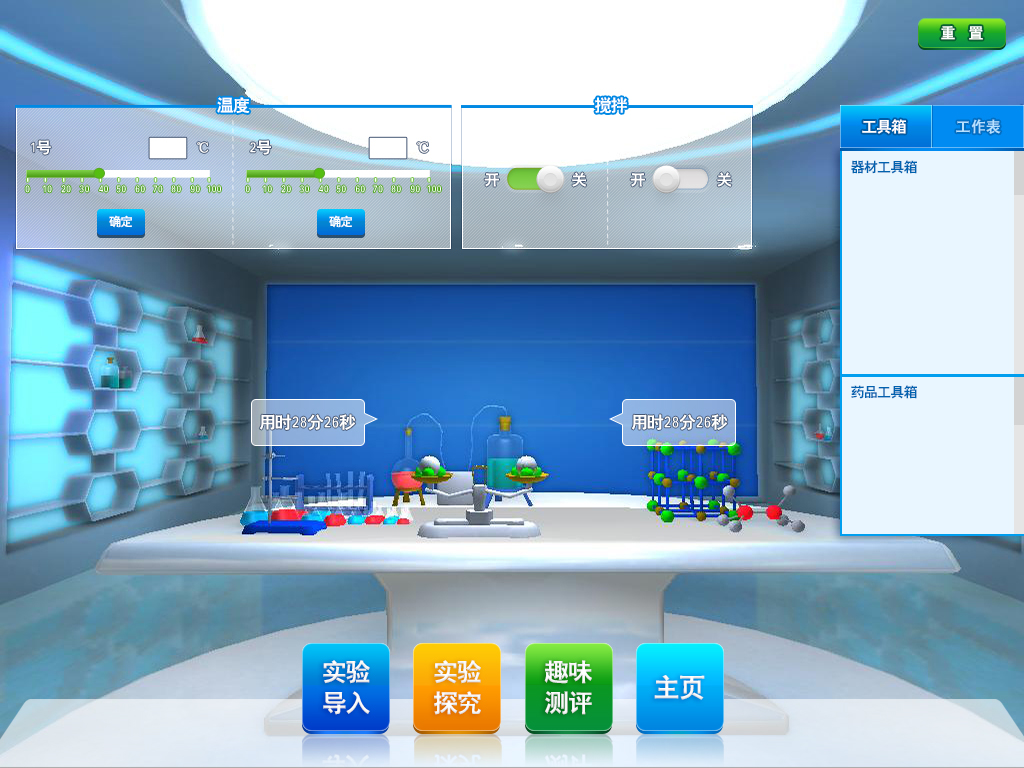 重 置
温度
搅拌
工具箱 工作表
1号 ℃ 2号 ℃
器材工具箱
开 关 开 关
0 10 20 30 40 50 60 70 80 90 100 0 10 20 30 40 50 60 70 80 90 100
确定 确定
药品工具箱
用时28分26秒 用时28分26秒
实验
导入
实验
探究
趣味
测评
主页